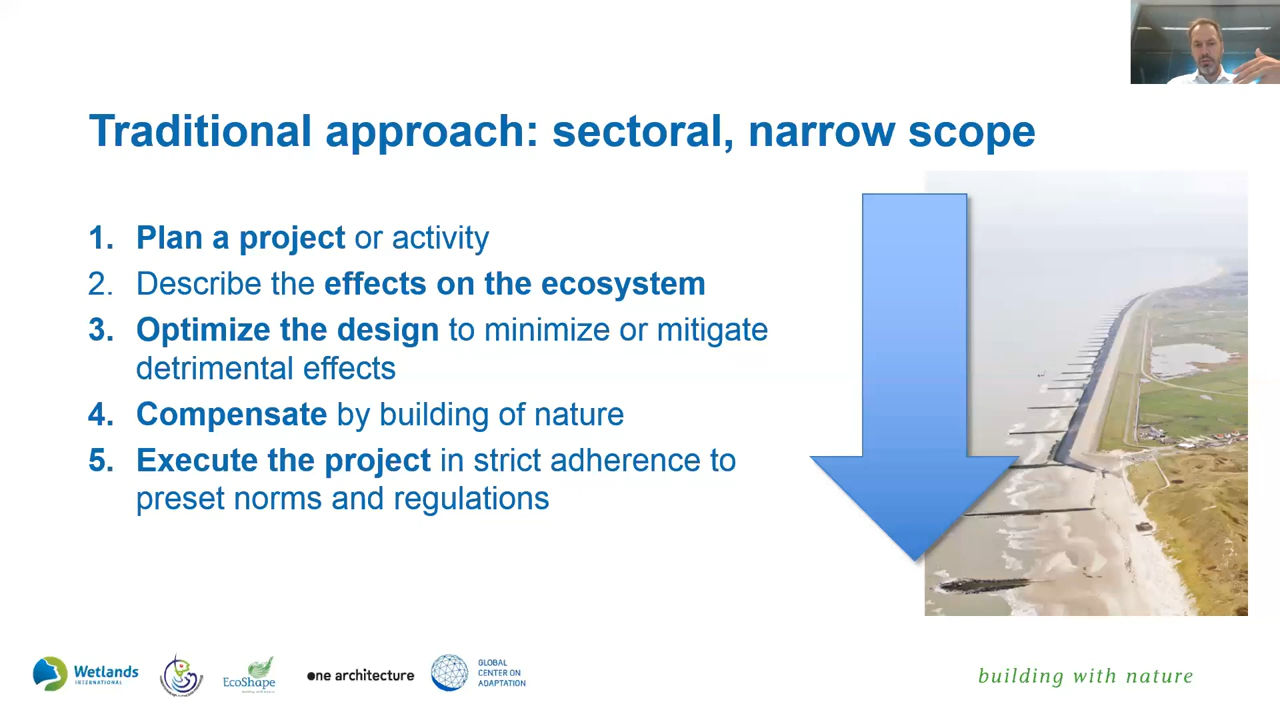 Traditional approach: sectoral, narrow scope
1. Plan a project or activity
2. Describe the effects on the ecosystem
3. Optimize the design to minimize or mitigate
detrimental effects
4. Compensate by building of nature
5. Execute the project in strict adherence to
preset norms and regulations
Wetlands
INTERNATIONAL
EcoShape
one architecture
GLOBAL
CENTER ON
ADAPTATION
building with nature